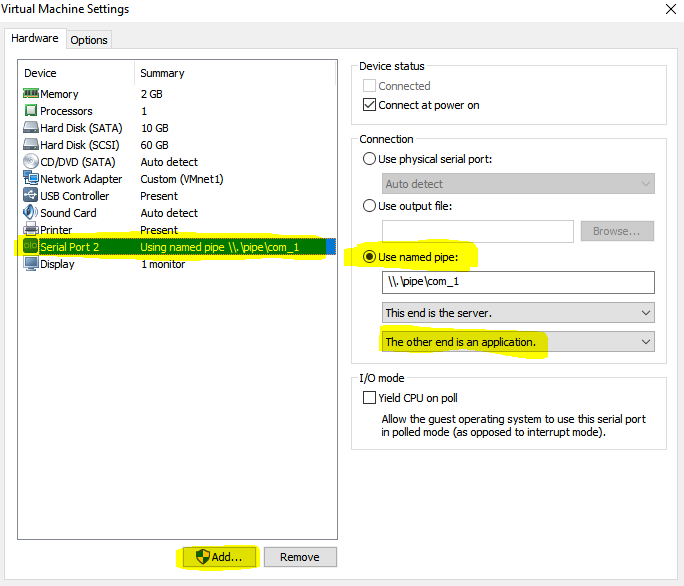 Virtual Machine Settings
Hardware
Options
Device Summary
Memory 2 GB
Processors 1
Hard Disk (SATA) 10 GB
Hard Disk (SCSI) 60 GB
CD/DVD (SATA) Auto detect
Network Adapter Custom (VMnet1)
USB Controller Present
Sound Card Auto detect
Printer Present
Serial Port 2 Using named pipe \\.\pipe\com_1
Display 1 monitor
Add...
Remove
Device status
Connected
Connect at power on
Connection
Use physical serial port:
Auto detect
Use output file:
Browse...
Use named pipe:
\\.\pipe\com_1
This end is the server.
The other end is an application.
I/O mode
Yield CPU on poll
Allow the guest operating system to use this serial port
in polled mode (as opposed to interrupt mode).